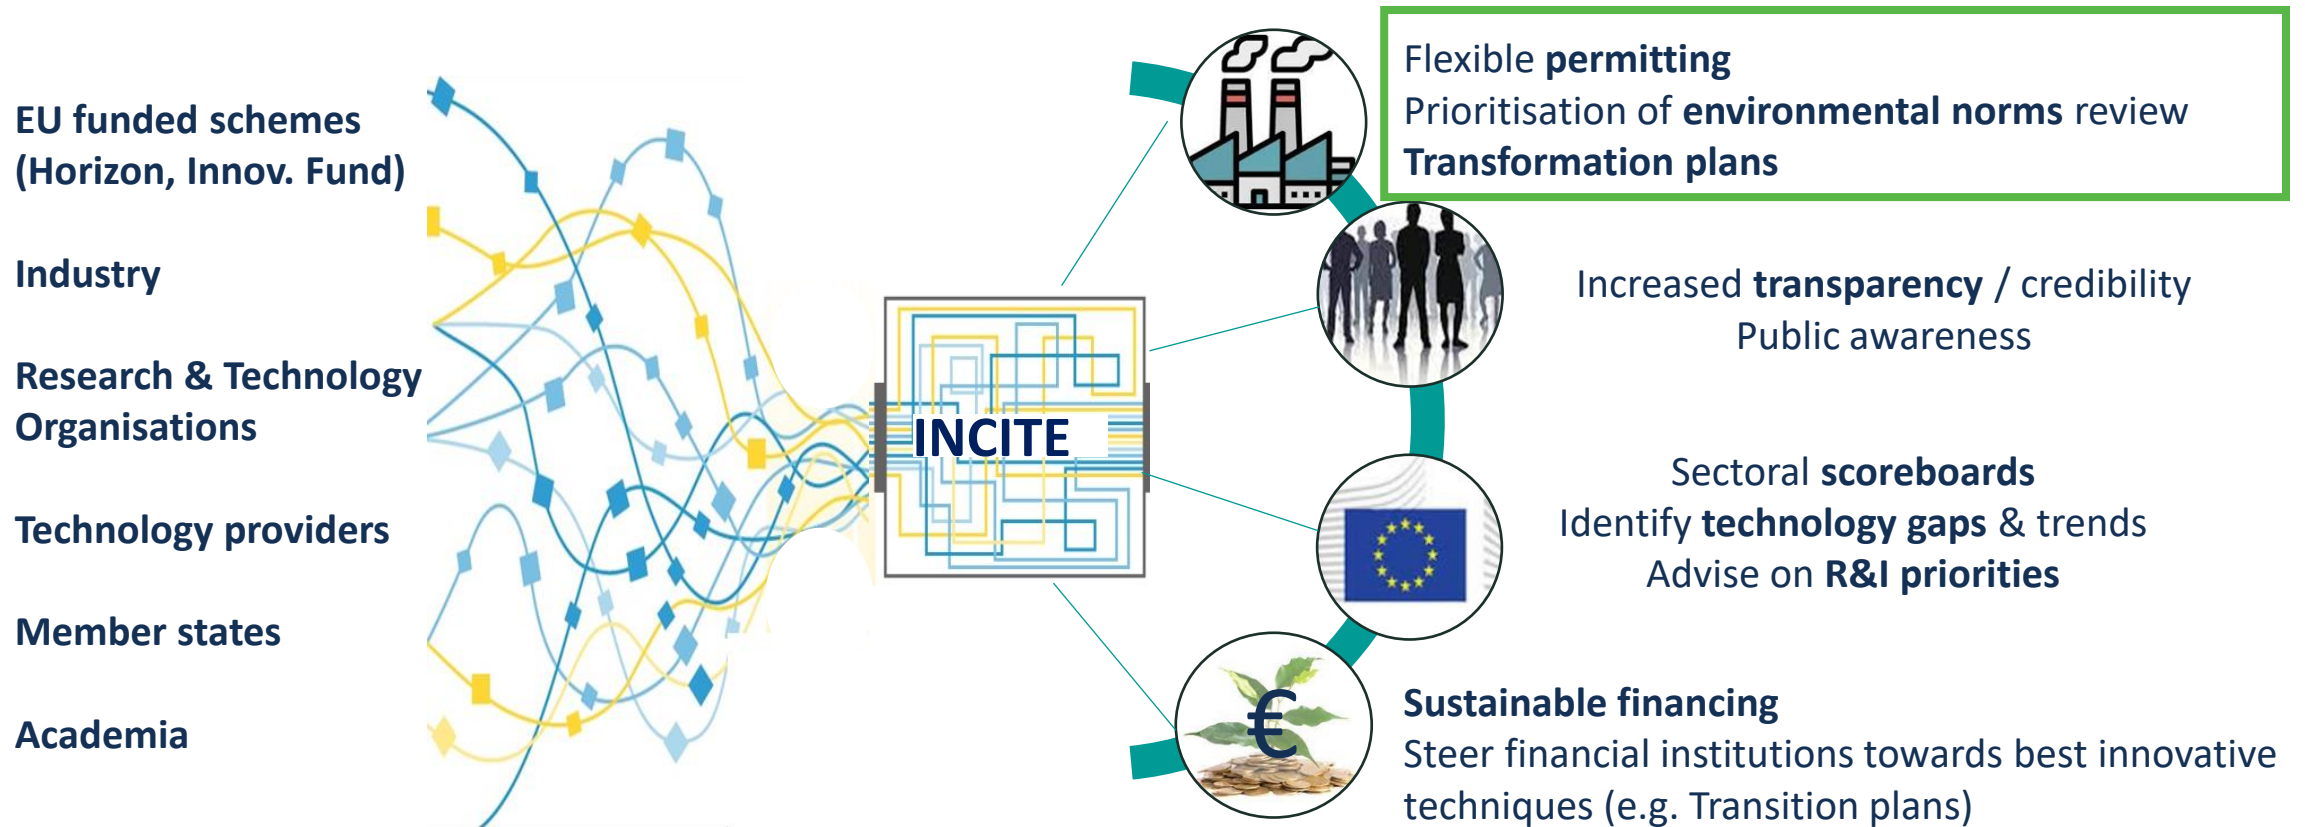 EU funded schemes
(Horizon, Innov. Fund)
Industry
Research & Technology
Organisations
Technology providers
Member states
Academia
INCITE
Flexible permitting
Prioritisation of environmental norms review
Transformation plans
Increased transparency / credibility
Public awareness
Sectoral scoreboards
Identify technology gaps & trends
Advise on R&I priorities
€
Sustainable financing
Steer financial institutions towards best innovative
techniques (e.g. Transition plans)